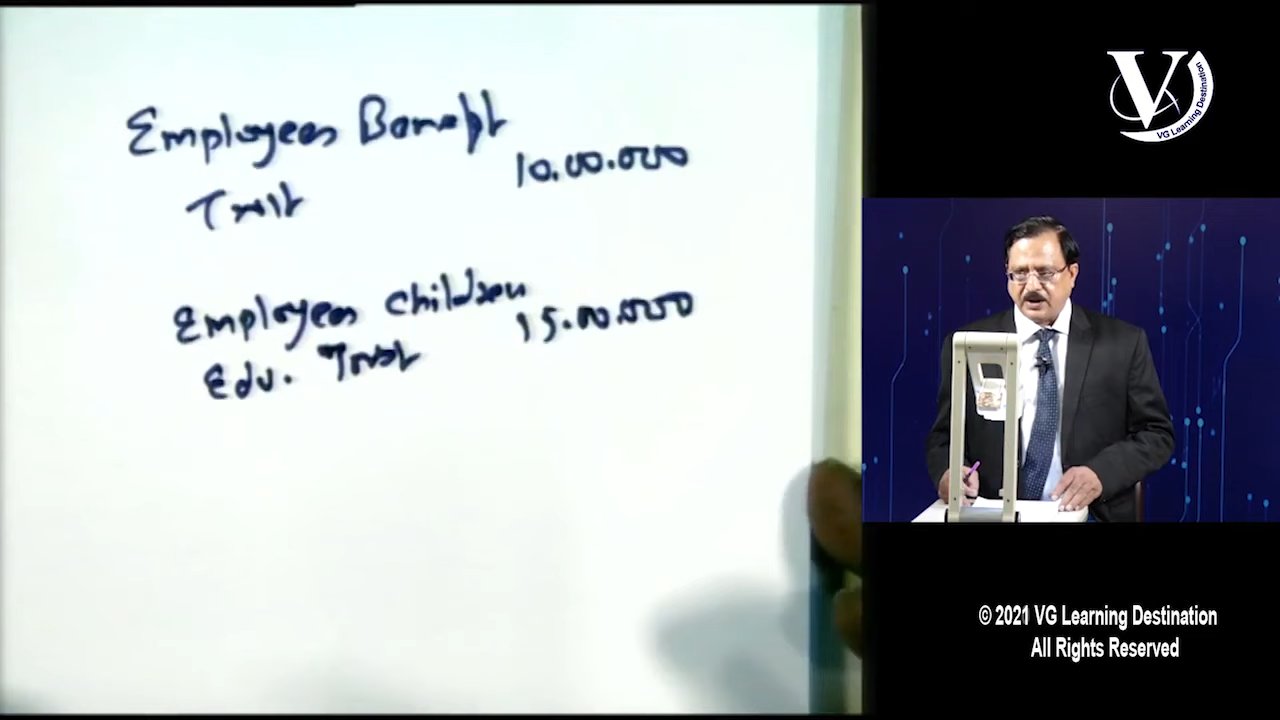 Employees Benefit
Trust 10,00,000
Employees Children
Edu. Trust 15,00,000
V
VG Learning Destination
© 2021 VG Learning Destination
All Rights Reserved